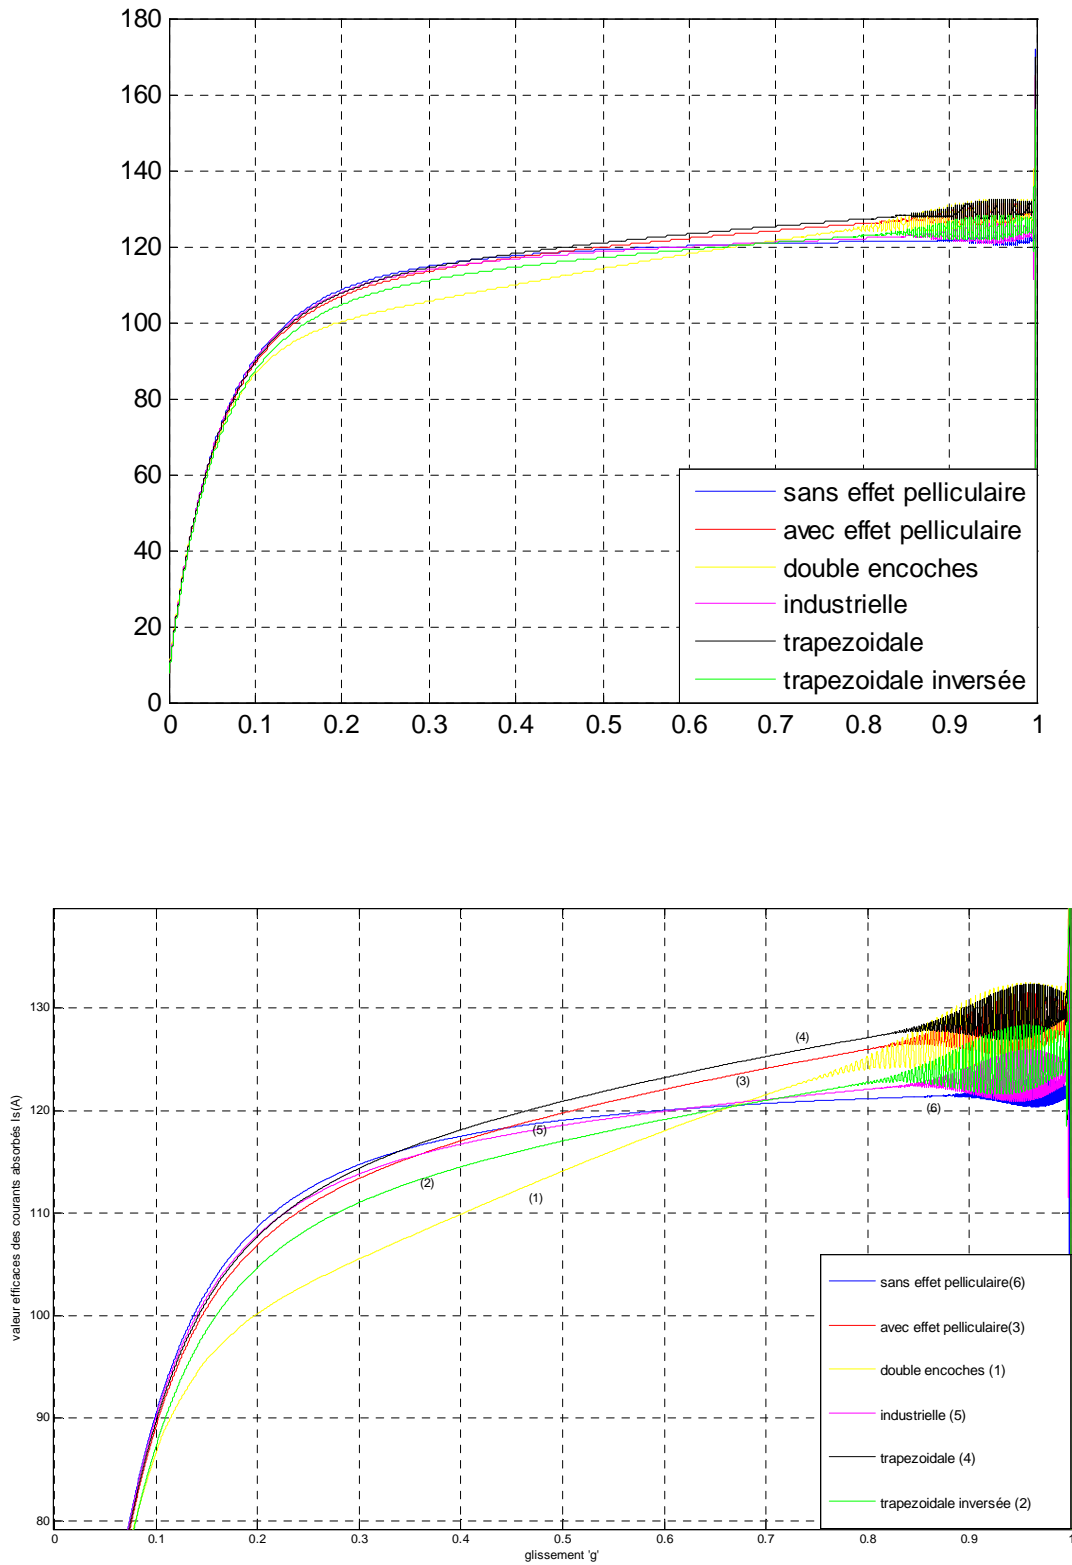 180
160
140
120
100
80
60
40
20
0
0 0.1 0.2 0.3 0.4 0.5 0.6 0.7 0.8 0.9 1
sans effet pelliculaire
avec effet pelliculaire
double encoches
industrielle
trapezoidale
trapezoidale inversée
valeur efficaces des courants absorbés Is(A)
130
120
110
100
90
80
(4)
(3)
(6)
(5)
(2)
(1)
sans effet pelliculaire(6)
avec effet pelliculaire(3)
double encoches (1)
industrielle (5)
trapezoidale (4)
trapezoidale inversée (2)
0 0.1 0.2 0.3 0.4 0.5 0.6 0.7 0.8 0.9 1
glissement 'g'